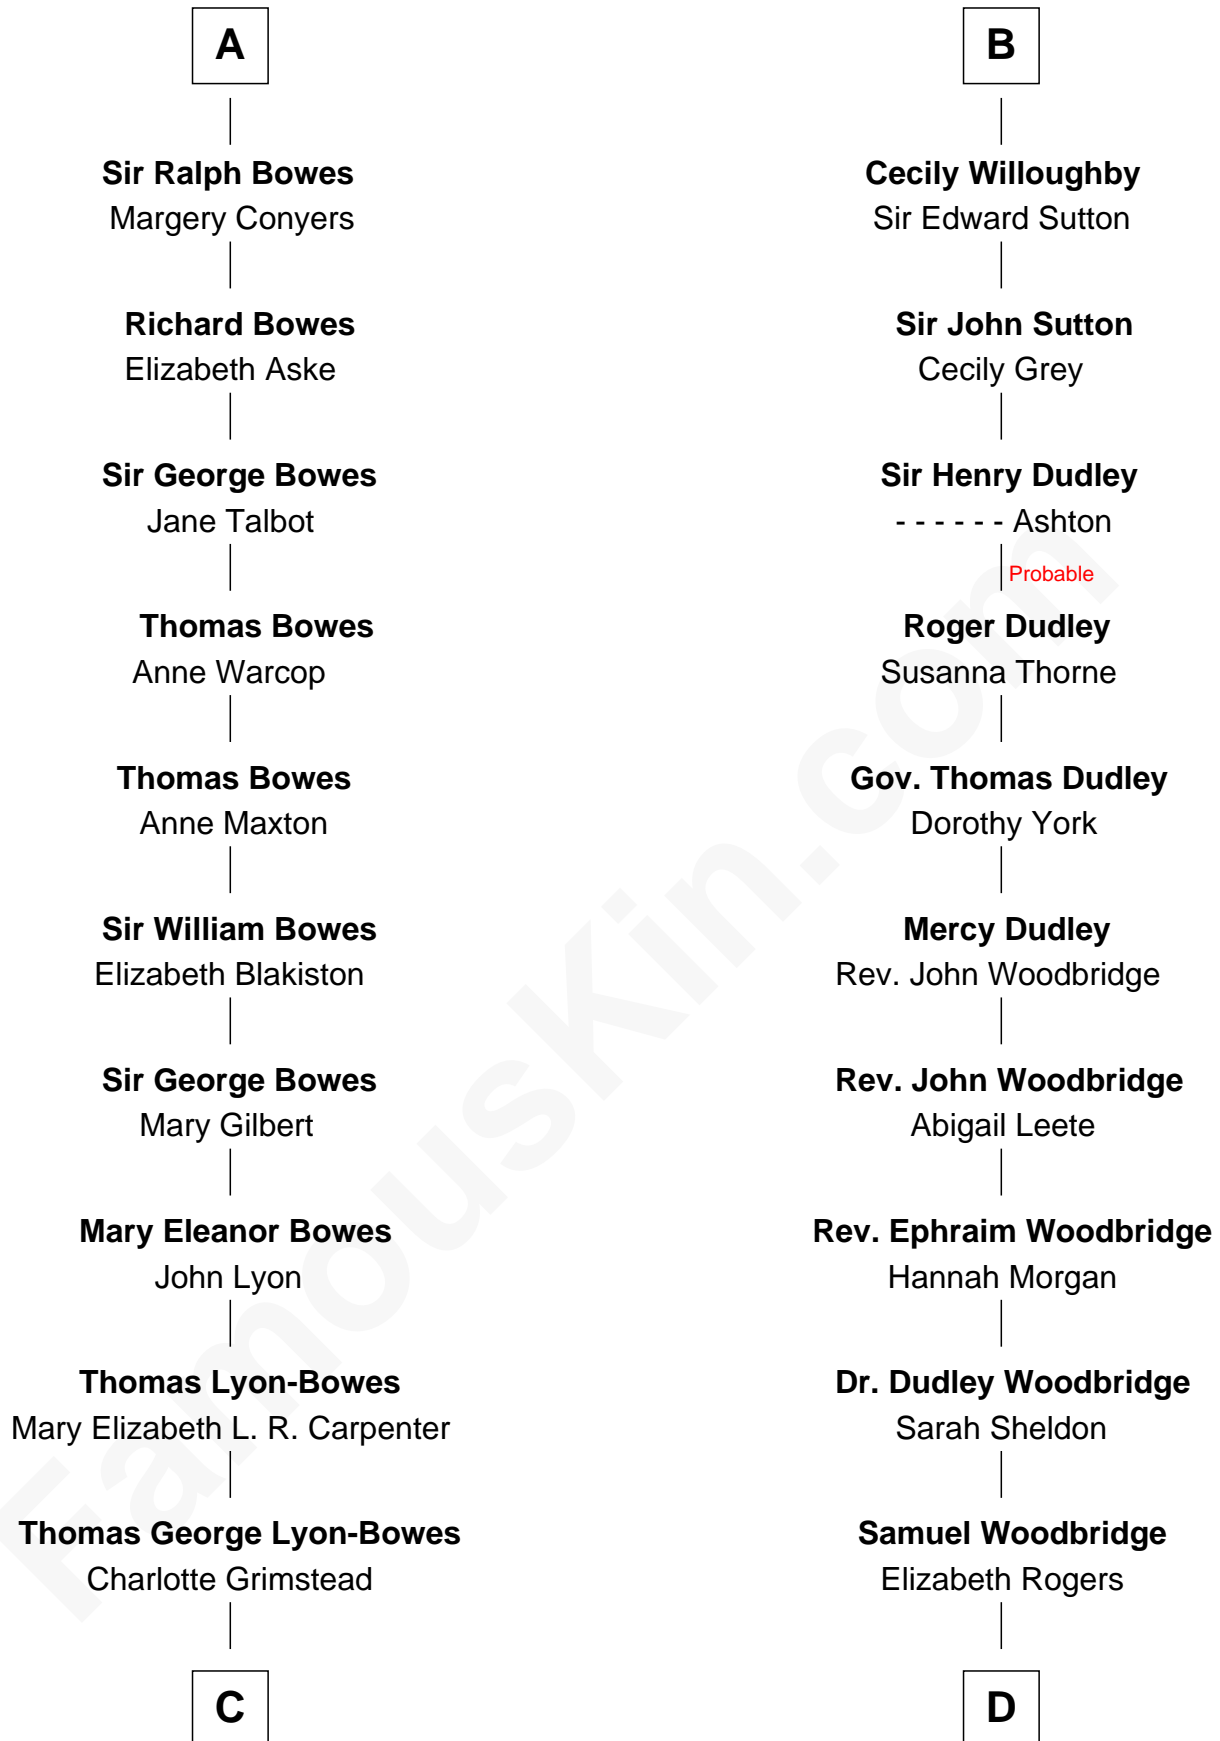 A
Sir Ralph Bowes
Margery Conyers
Richard Bowes
Elizabeth Aske
Sir George Bowes
Jane Talbot
Thomas Bowes
Anne Warcop
Thomas Bowes
Anne Maxton
Sir William Bowes
Elizabeth Blakiston
Sir George Bowes
Mary Gilbert
Mary Eleanor Bowes
John Lyon
Thomas Lyon-Bowes
Mary Elizabeth L. R. Carpenter
Thomas George Lyon-Bowes
Charlotte Grimstead
C
B
Cecily Willoughby
Sir Edward Sutton
Sir John Sutton
Cecily Grey
Sir Henry Dudley
- - - - - - Ashton
Probable
Roger Dudley
Susanna Thorne
Gov. Thomas Dudley
Dorothy York
Mercy Dudley
Rev. John Woodbridge
Rev. John Woodbridge
Abigail Leete
Rev. Ephraim Woodbridge
Hannah Morgan
Dr. Dudley Woodbridge
Sarah Sheldon
Samuel Woodbridge
Elizabeth Rogers
D
FamousKin.com